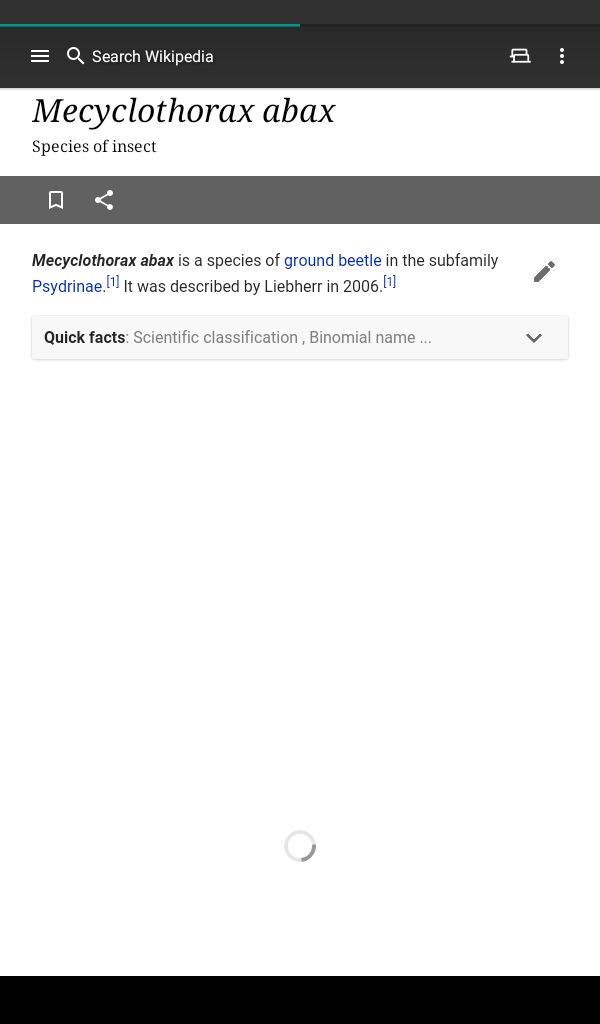 Search Wikipedia
Mecyclothorax abax
Species of insect
Mecyclothorax abax is a species of ground beetle in the subfamily
Psydrinae.[1] It was described by Liebherr in 2006.[1]
Quick facts: Scientific classification , Binomial name ...